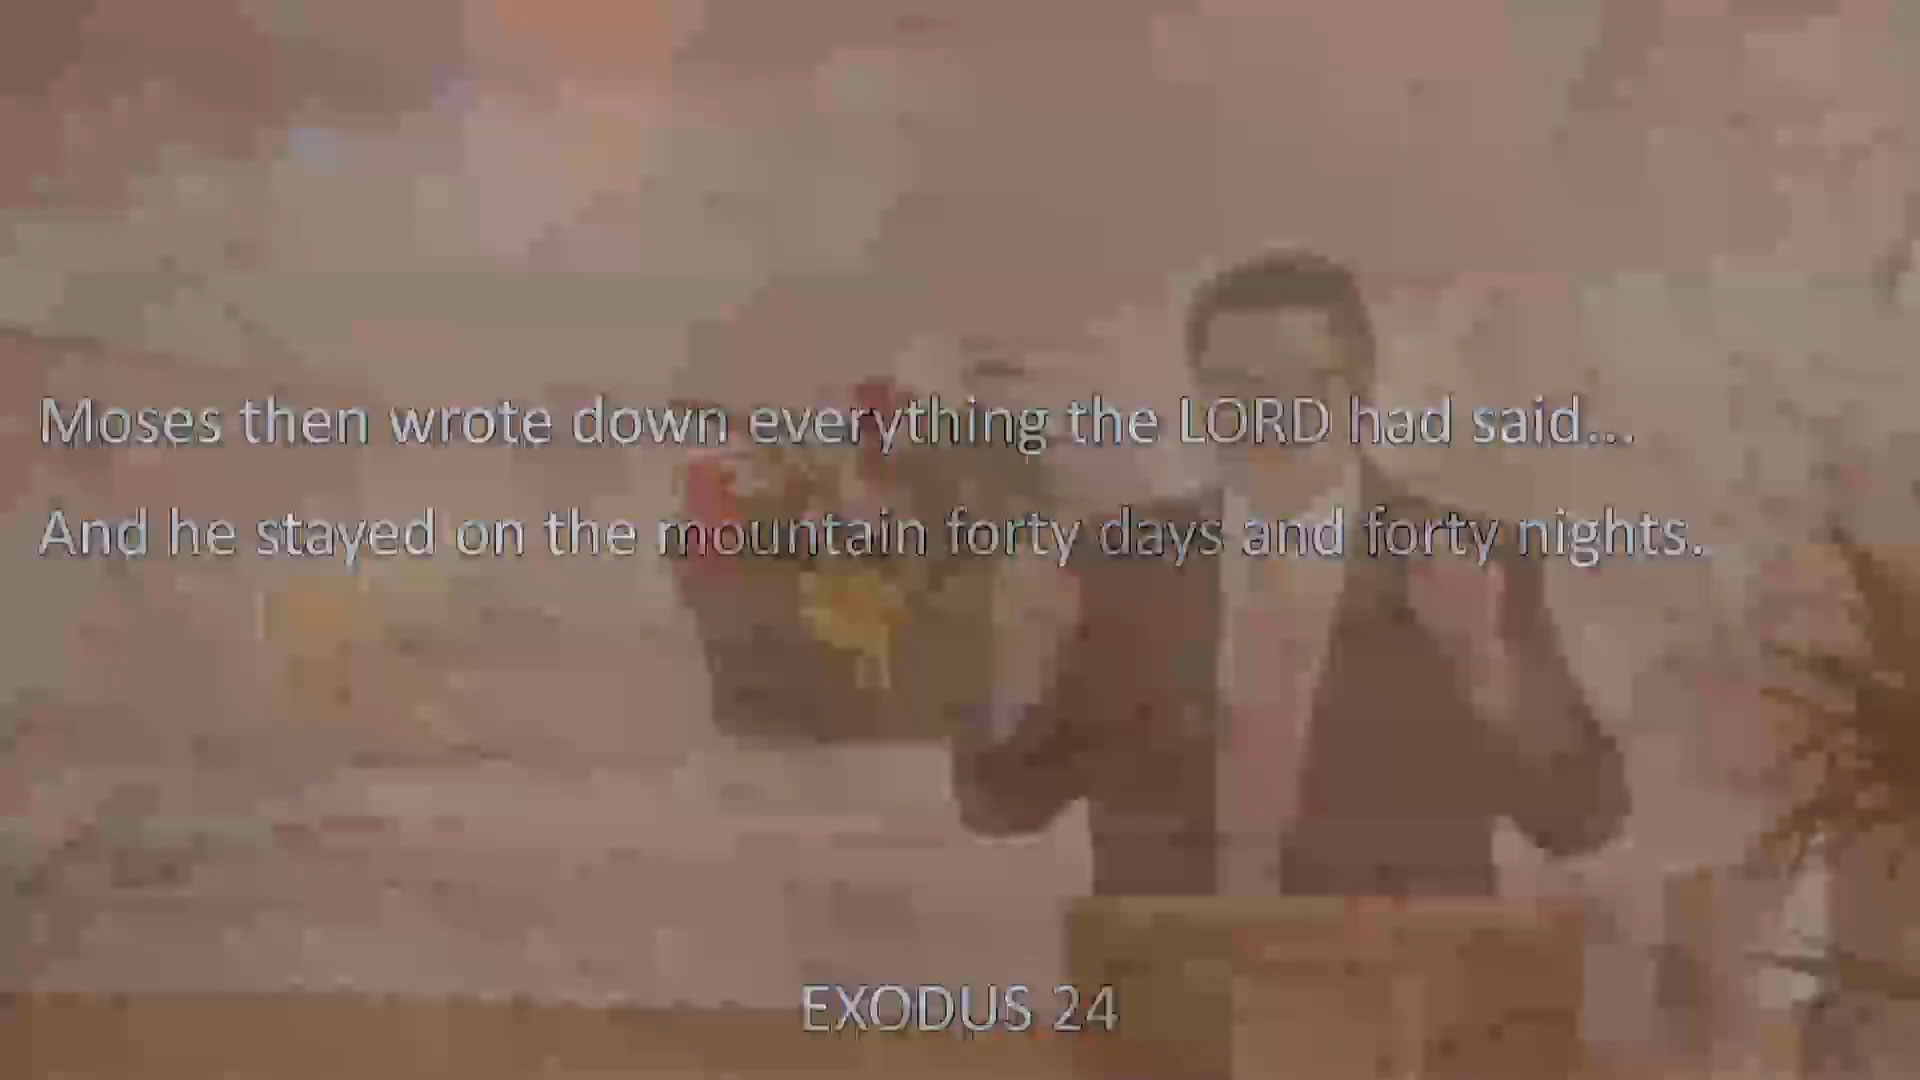 Moses then wrote down everything the LORD had said...
And he stayed on the mountain forty days and forty nights.
EXODUS 24